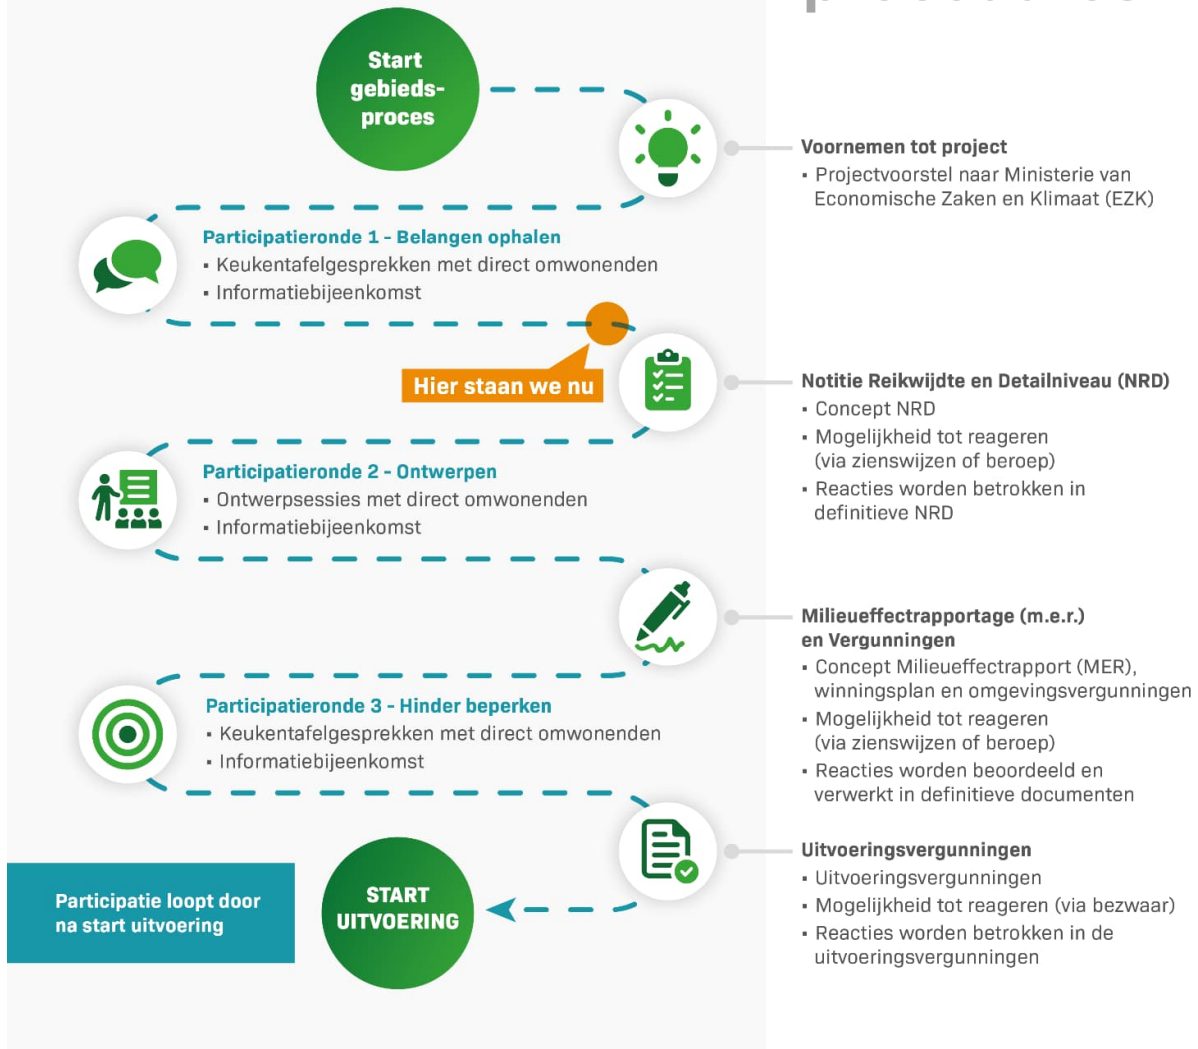 Start
gebieds-
proces
Voornemen tot project
▪ Projectvoorstel naar Ministerie van
Economische Zaken en Klimaat (EZK)
Participatieronde 1 - Belangen ophalen
▪ Keukentafelgesprekken met direct omwonenden
▪ Informatiebijeenkomst
Hier staan we nu
Notitie Reikwijdte en Detailniveau (NRD)
▪ Concept NRD
▪ Mogelijkheid tot reageren
(via zienswijzen of beroep)
▪ Reacties worden betrokken in
definitieve NRD
Participatieronde 2 - Ontwerpen
▪ Ontwerpsessies met direct omwonenden
▪ Informatiebijeenkomst
Milieueffectrapportage (m.e.r.)
en Vergunningen
▪ Concept Milieueffectrapport (MER),
winningsplan en omgevingsvergunningen
▪ Mogelijkheid tot reageren
(via zienswijzen of beroep)
▪ Reacties worden beoordeeld en
verwerkt in definitieve documenten
Participatieronde 3 - Hinder beperken
▪ Keukentafelgesprekken met direct omwonenden
▪ Informatiebijeenkomst
Uitvoeringsvergunningen
▪ Uitvoeringsvergunningen
▪ Mogelijkheid tot reageren (via bezwaar)
▪ Reacties worden betrokken in de
uitvoeringsvergunningen
START
UITVOERING
Participatie loopt door
na start uitvoering